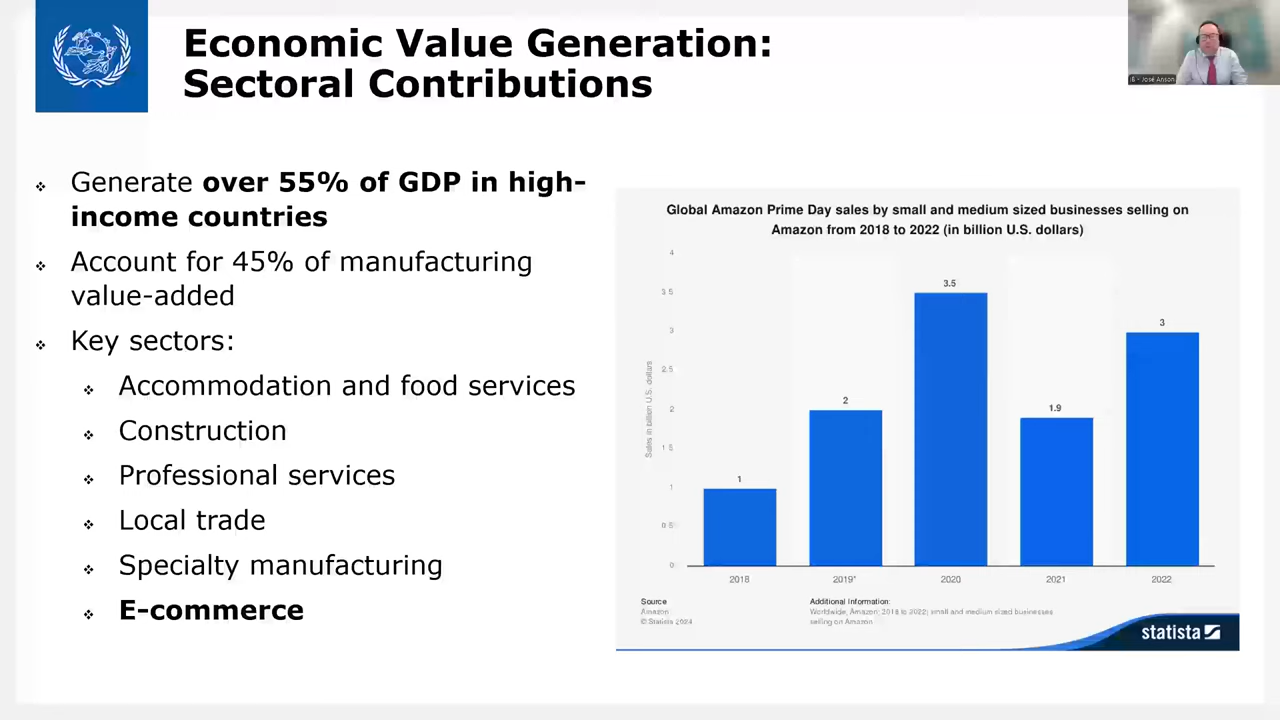 Economic Value Generation:
Sectoral Contributions
IB - José Anson
Generate over 55% of GDP in high-
income countries
Account for 45% of manufacturing
value-added
Key sectors:
Accommodation and food services
Construction
Professional services
Local trade
Specialty manufacturing
E-commerce
Global Amazon Prime Day sales by small and medium sized businesses selling on
Amazon from 2018 to 2022 (in billion U.S. dollars)
Sales in billion U.S. dollars
4
3.5
3
2.5
2
1.5
1
0.5
0
1
2
3.5
1.9
3
2018
2019*
2020
2021
2022
Source
Amazon
© Statista 2024
Additional Information:
Worldwide, Amazon; 2018 to 2022; small and medium sized businesses
selling on Amazon
statista